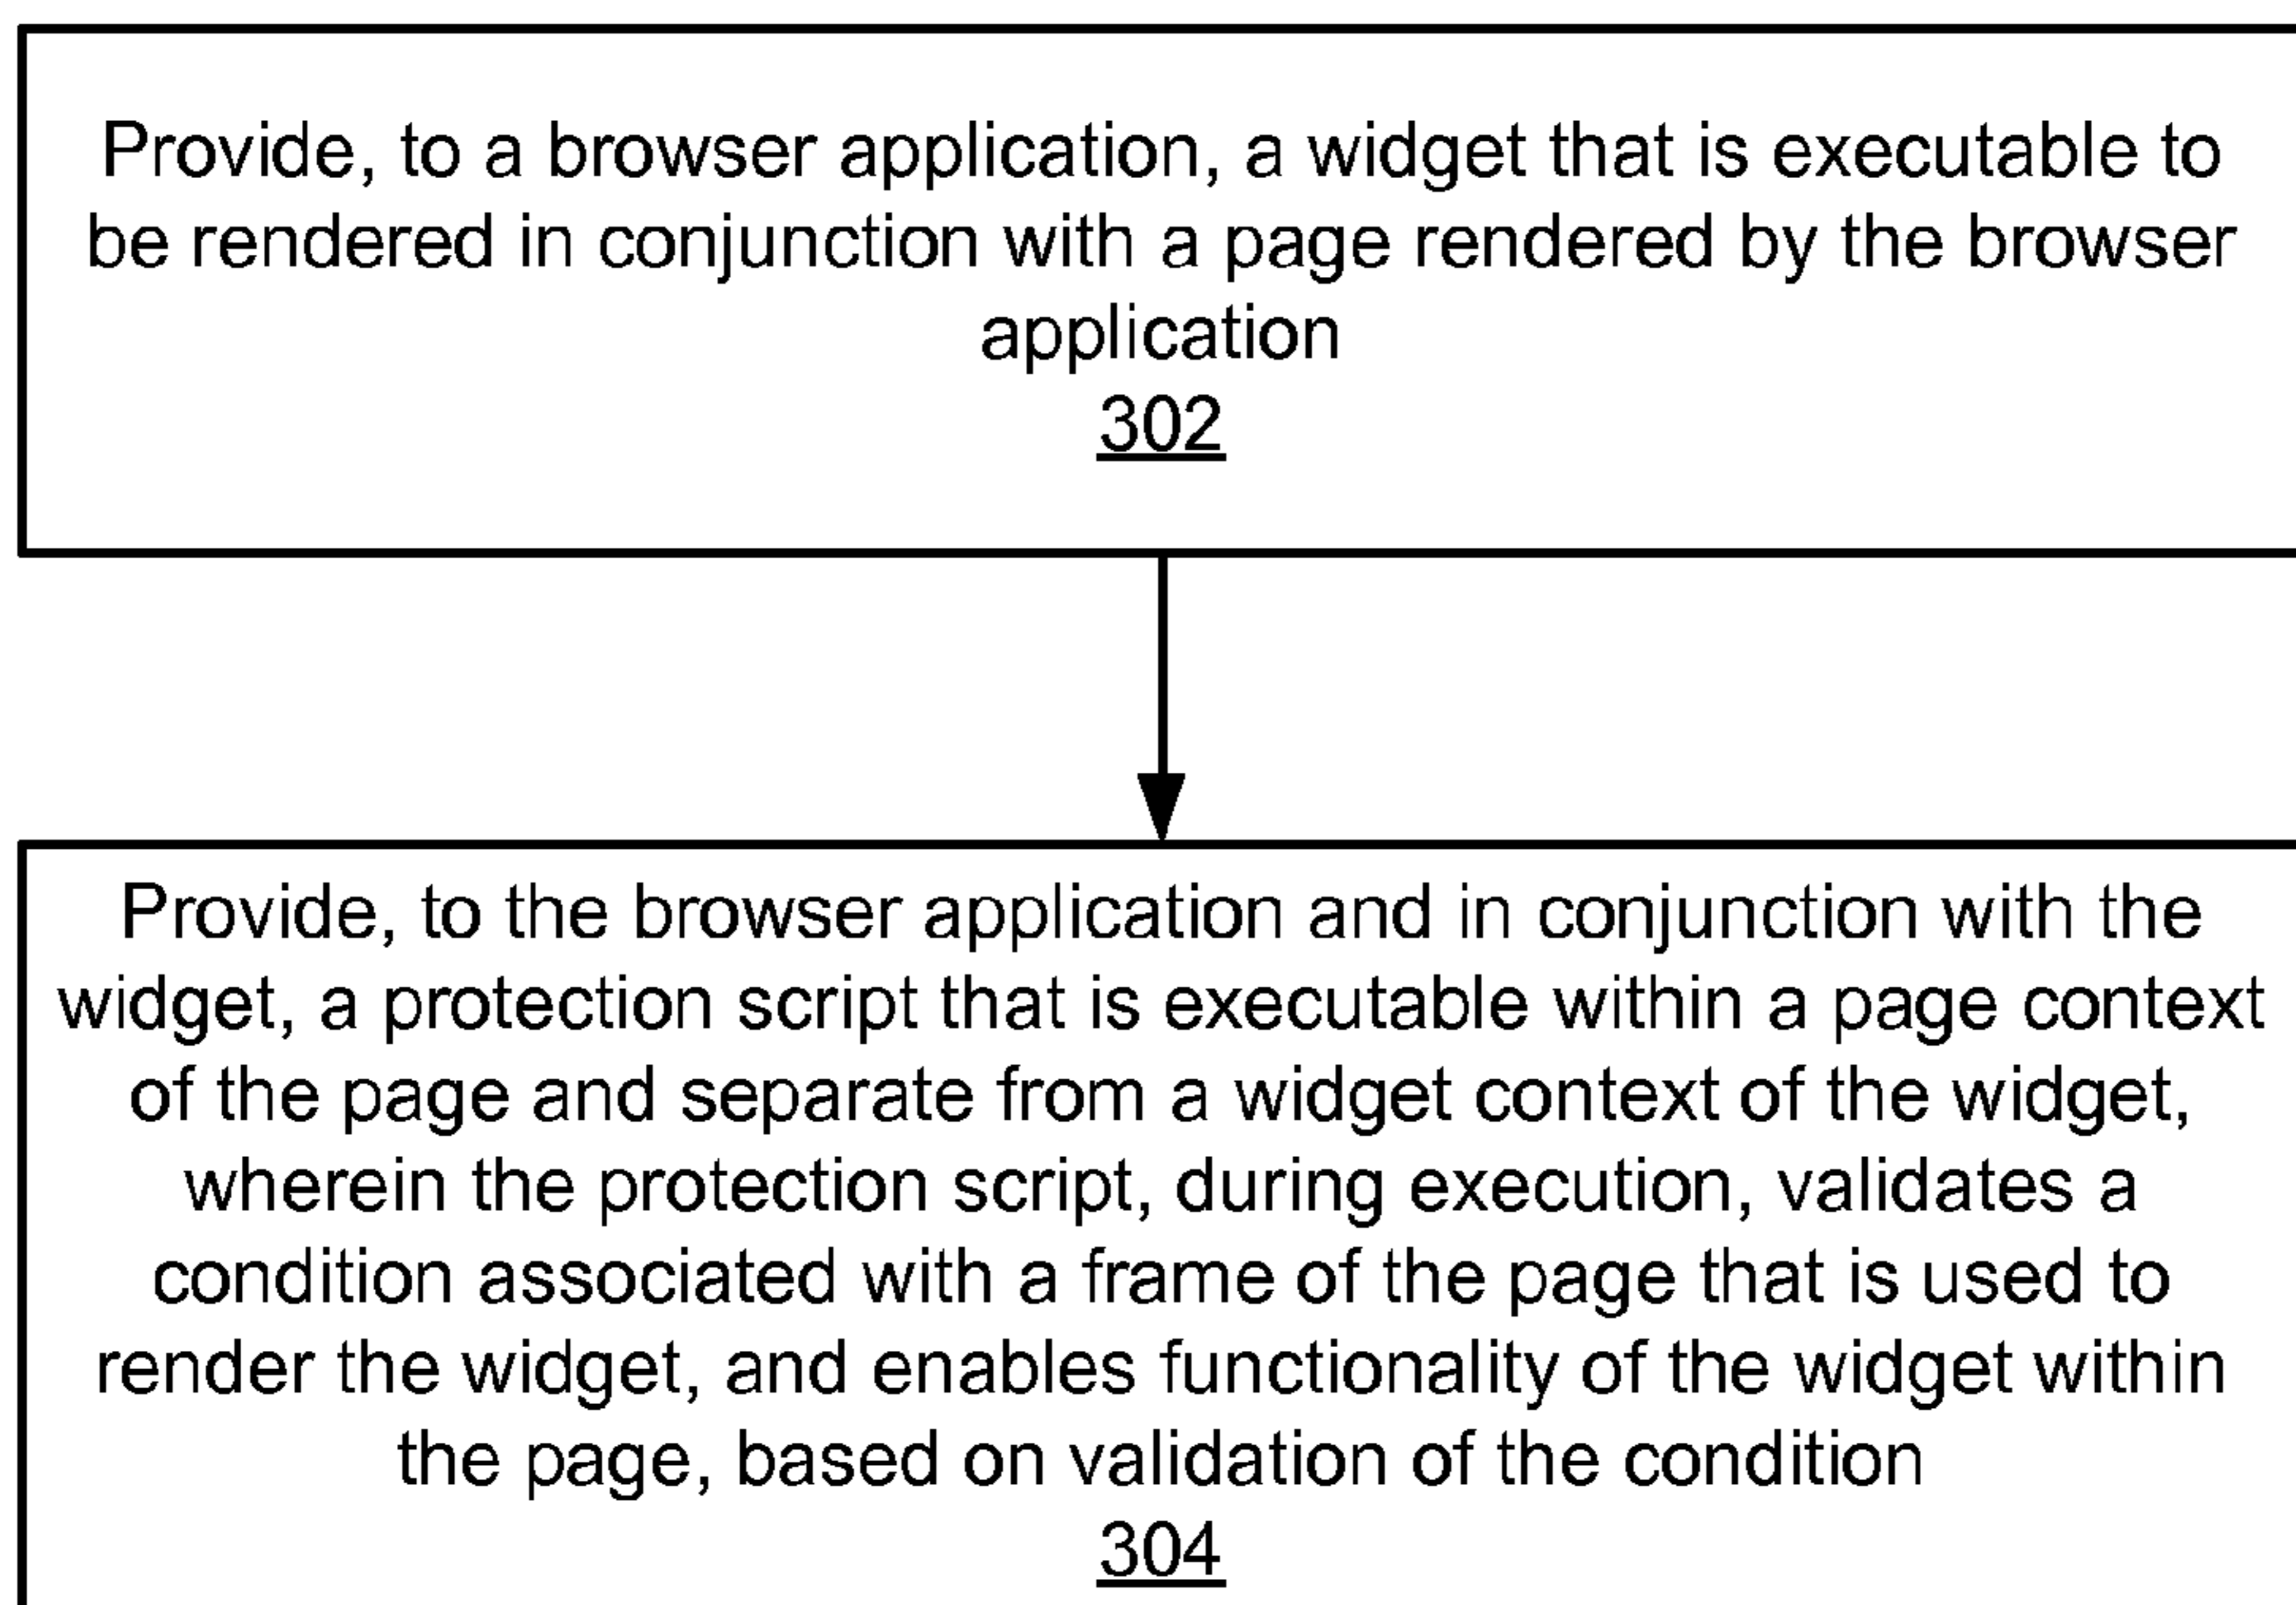 Provide, to a browser application, a widget that is executable to
be rendered in conjunction with a page rendered by the browser
application
302
Provide, to the browser application and in conjunction with the
widget, a protection script that is executable within a page context
of the page and separate from a widget context of the widget,
wherein the protection script, during execution, validates a
condition associated with a frame of the page that is used to
render the widget, and enables functionality of the widget within
the page, based on validation of the condition
304